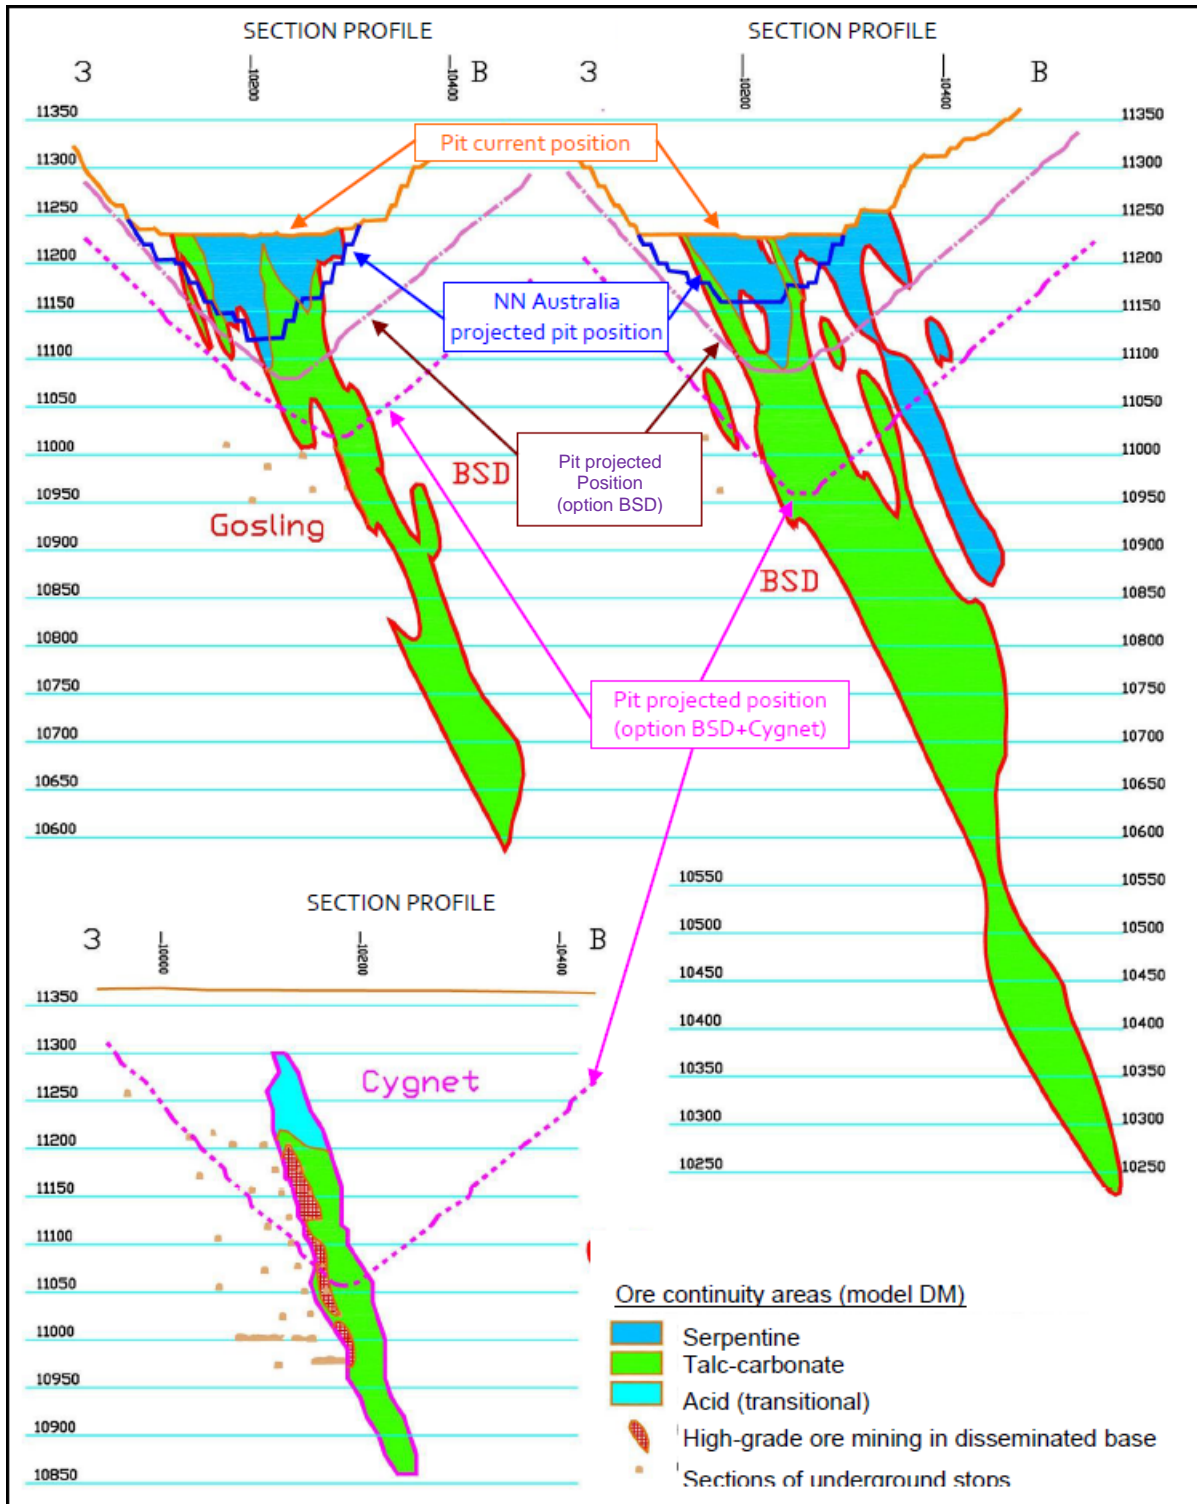 SECTION PROFILE
SECTION PROFILE
З
-10200
-10400
В
З
-10200
-10400
В
11350
11300
11250
11200
11150
11100
11050
11000
10950
10900
10850
10800
10750
10700
10650
10600
11350
11300
11250
11200
11150
11100
11050
11000
10950
10900
10850
10800
10750
10700
10650
10600
10550
10500
10450
10400
10350
10300
10250
10550
10500
10450
10400
10350
10300
10250
Pit current position
NN Australia
projected pit position
Pit projected
Position
(option BSD)
BSD
Gosling
BSD
Pit projected position
(option BSD+Cygnet)
SECTION PROFILE
З
-10000
-10200
-10400
В
11350
11300
11250
11200
11150
11100
11050
11000
10950
10900
10850
Cygnet
Ore continuity areas (model DM)
Serpentine
Talc-carbonate
Acid (transitional)
High-grade ore mining in disseminated base
Sections of underground stops